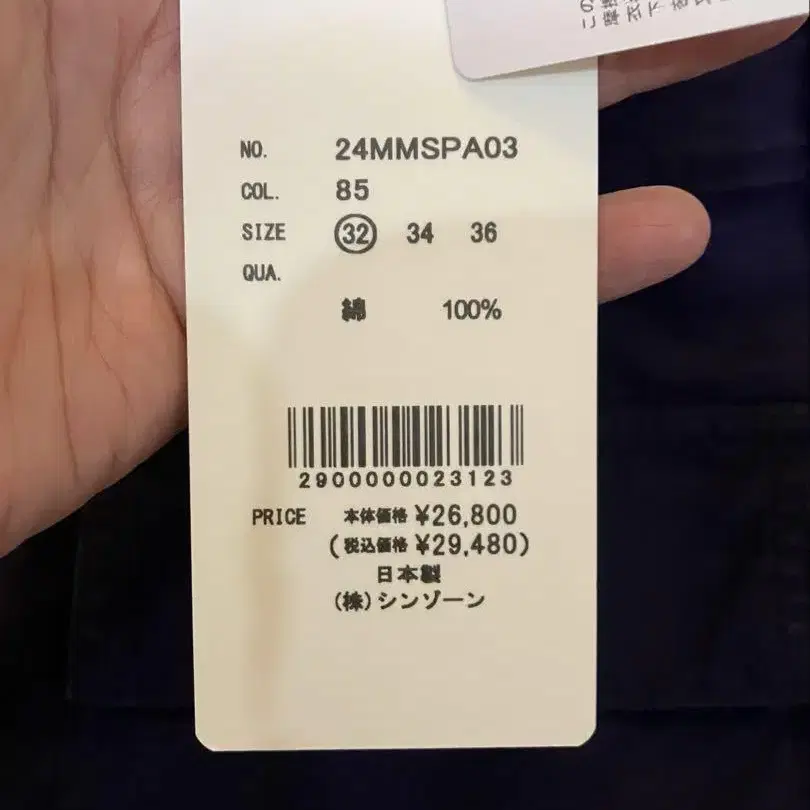 NO. 24MMSPA03
COL. 85
SIZE 32 34 36
QUA.
綿 100%
2900000023123
PRICE 本体価格 ¥26,800
(税込価格 ¥29,480)
日本製
(株)シンゾーン